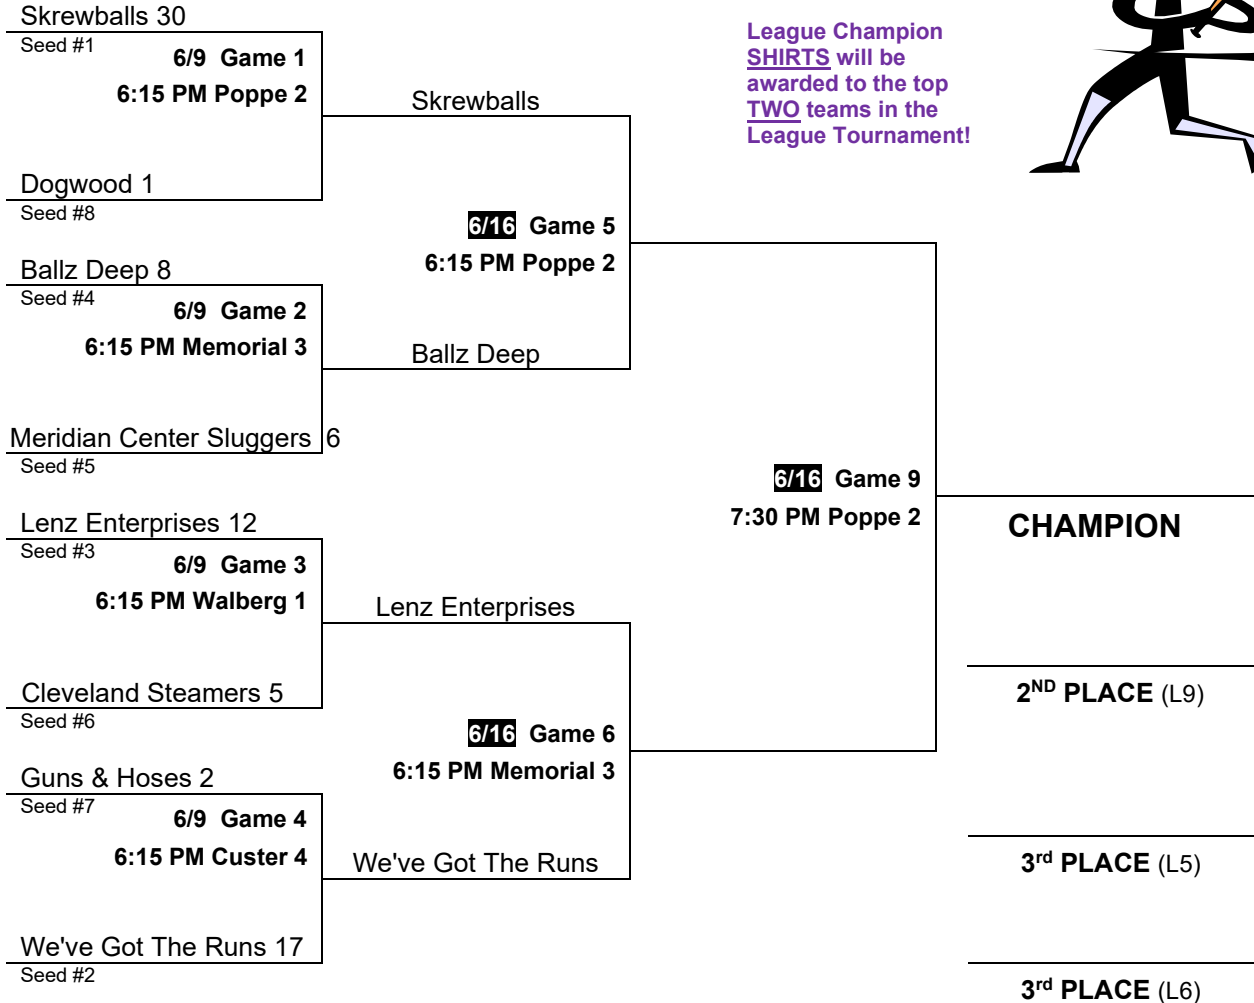 Skrewballs 30
Seed #1
6/9 Game 1
6:15 PM Poppe 2
Skrewballs
League Champion
SHIRTS will be
awarded to the top
TWO teams in the
League Tournament!
Dogwood 1
Seed #8
6/16 Game 5
6:15 PM Poppe 2
Ballz Deep 8
Seed #4
6/9 Game 2
6:15 PM Memorial 3
Ballz Deep
Meridian Center Sluggers 6
Seed #5
6/16 Game 9
7:30 PM Poppe 2
CHAMPION
Lenz Enterprises 12
Seed #3
6/9 Game 3
6:15 PM Walberg 1
Lenz Enterprises
Cleveland Steamers 5
Seed #6
2ND PLACE (L9)
6/16 Game 6
6:15 PM Memorial 3
Guns & Hoses 2
Seed #7
6/9 Game 4
6:15 PM Custer 4
We've Got The Runs
3rd PLACE (L5)
We've Got The Runs 17
Seed #2
3rd PLACE (L6)